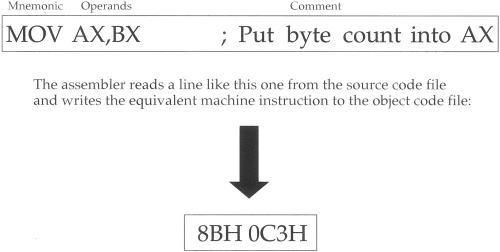 Mnemonic Operands Comment
MOV AX,BX ; Put byte count into AX
The assembler reads a line like this one from the source code file
and writes the equivalent machine instruction to the object code file:
8BH 0C3H